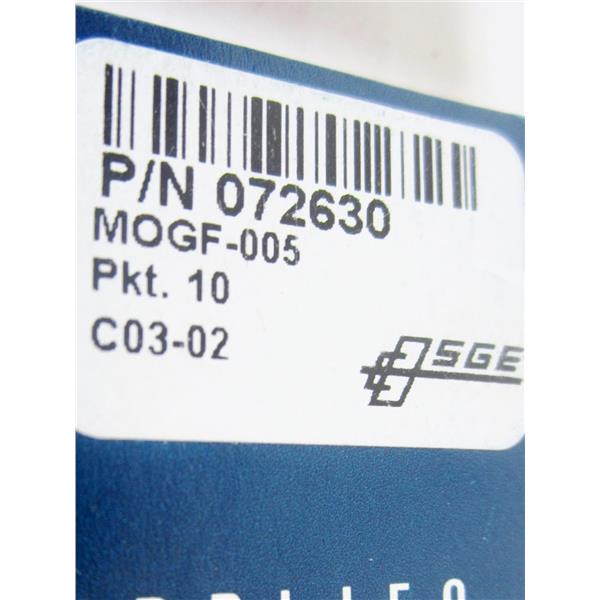 P/N 072630
MOGF-005
Pkt. 10
C03-02
SGE